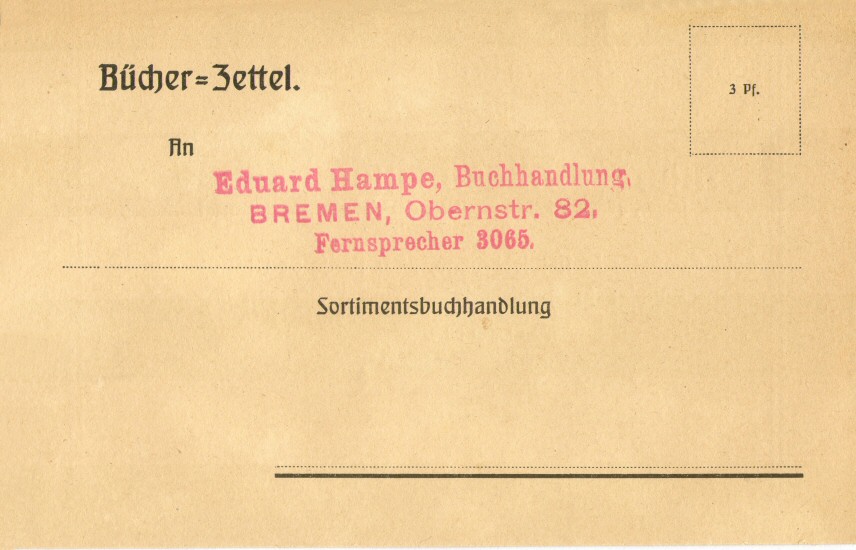 Bücher=Zettel.
3 Pf.
An
Eduard Hampe, Buchhandlung,
BREMEN, Obernstr. 82,
Fernsprecher 3065.
Sortimentsbuchhandlung